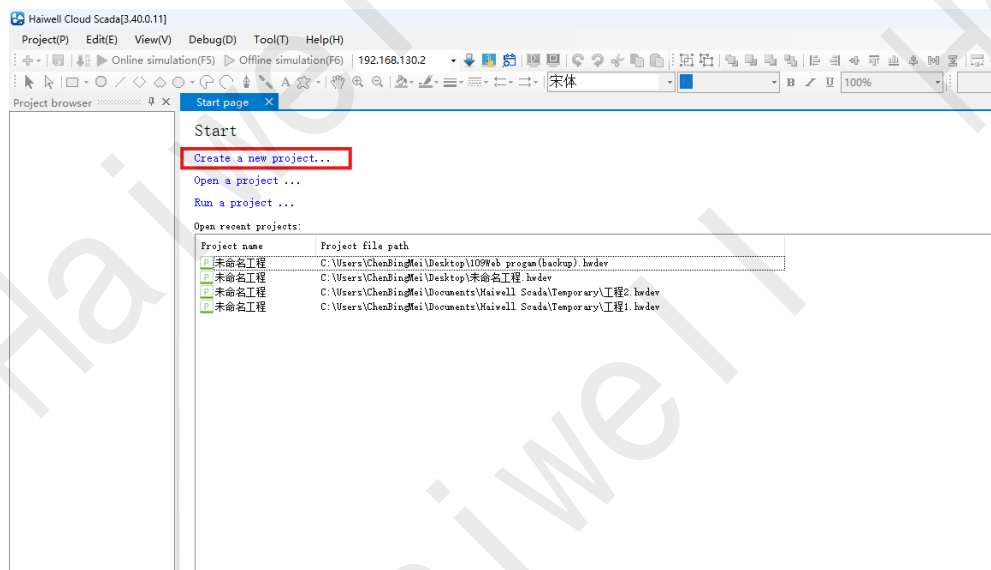 Haiwell Cloud Scada[3.40.0.11]
Project(P) Edit(E) View(V) Debug(D) Tool(T) Help(H)
Online simulation(F5) Offline simulation(F6) 192.168.130.2
A 宋体 B I U 100%
Project browser Start page
Start
Create a new project...
Open a project ...
Run a project ...
Open recent projects:
Project name Project file path
未命名工程 C:\Users\ChenBingMei\Desktop\109Web progam(backup).hwdev
未命名工程 C:\Users\ChenBingMei\Desktop\未命名工程.hwdev
未命名工程 C:\Users\ChenBingMei\Documents\Haiwell Scada\Temporary\工程2.hwdev
未命名工程 C:\Users\ChenBingMei\Documents\Haiwell Scada\Temporary\工程1.hwdev
Haiwell